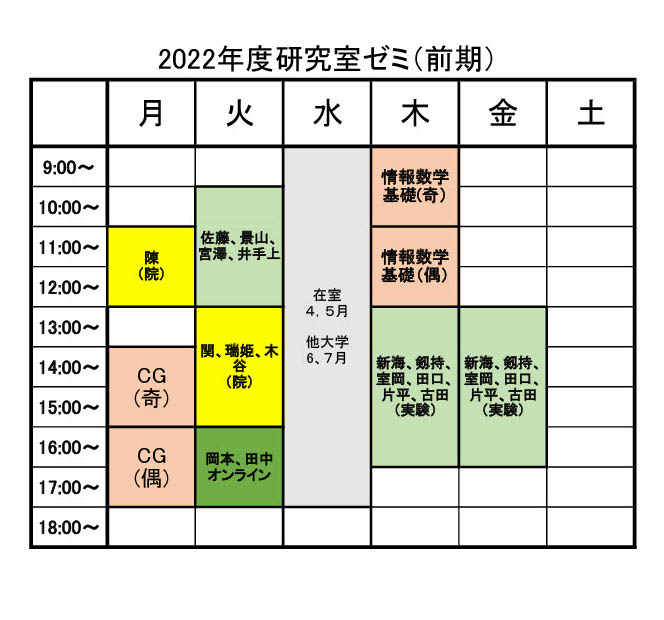 2022年度研究室ゼミ（前期）
月 火 水 木 金 土
9:00～
10:00～
11:00～
12:00～
13:00～
14:00～
15:00～
16:00～
17:00～
18:00～
陳
（院）
CG
（奇）
CG
（偶）
佐藤、景山、
宮澤、井手上
関、瑞姫、木
谷
（院）
岡本、田中
オンライン
在室
４，５月
他大学
６、７月
情報数学
基礎（奇）
情報数学
基礎（偶）
新海、剱持、
室岡、田口、
片平、古田
（実験）
新海、剱持、
室岡、田口、
片平、古田
（実験）